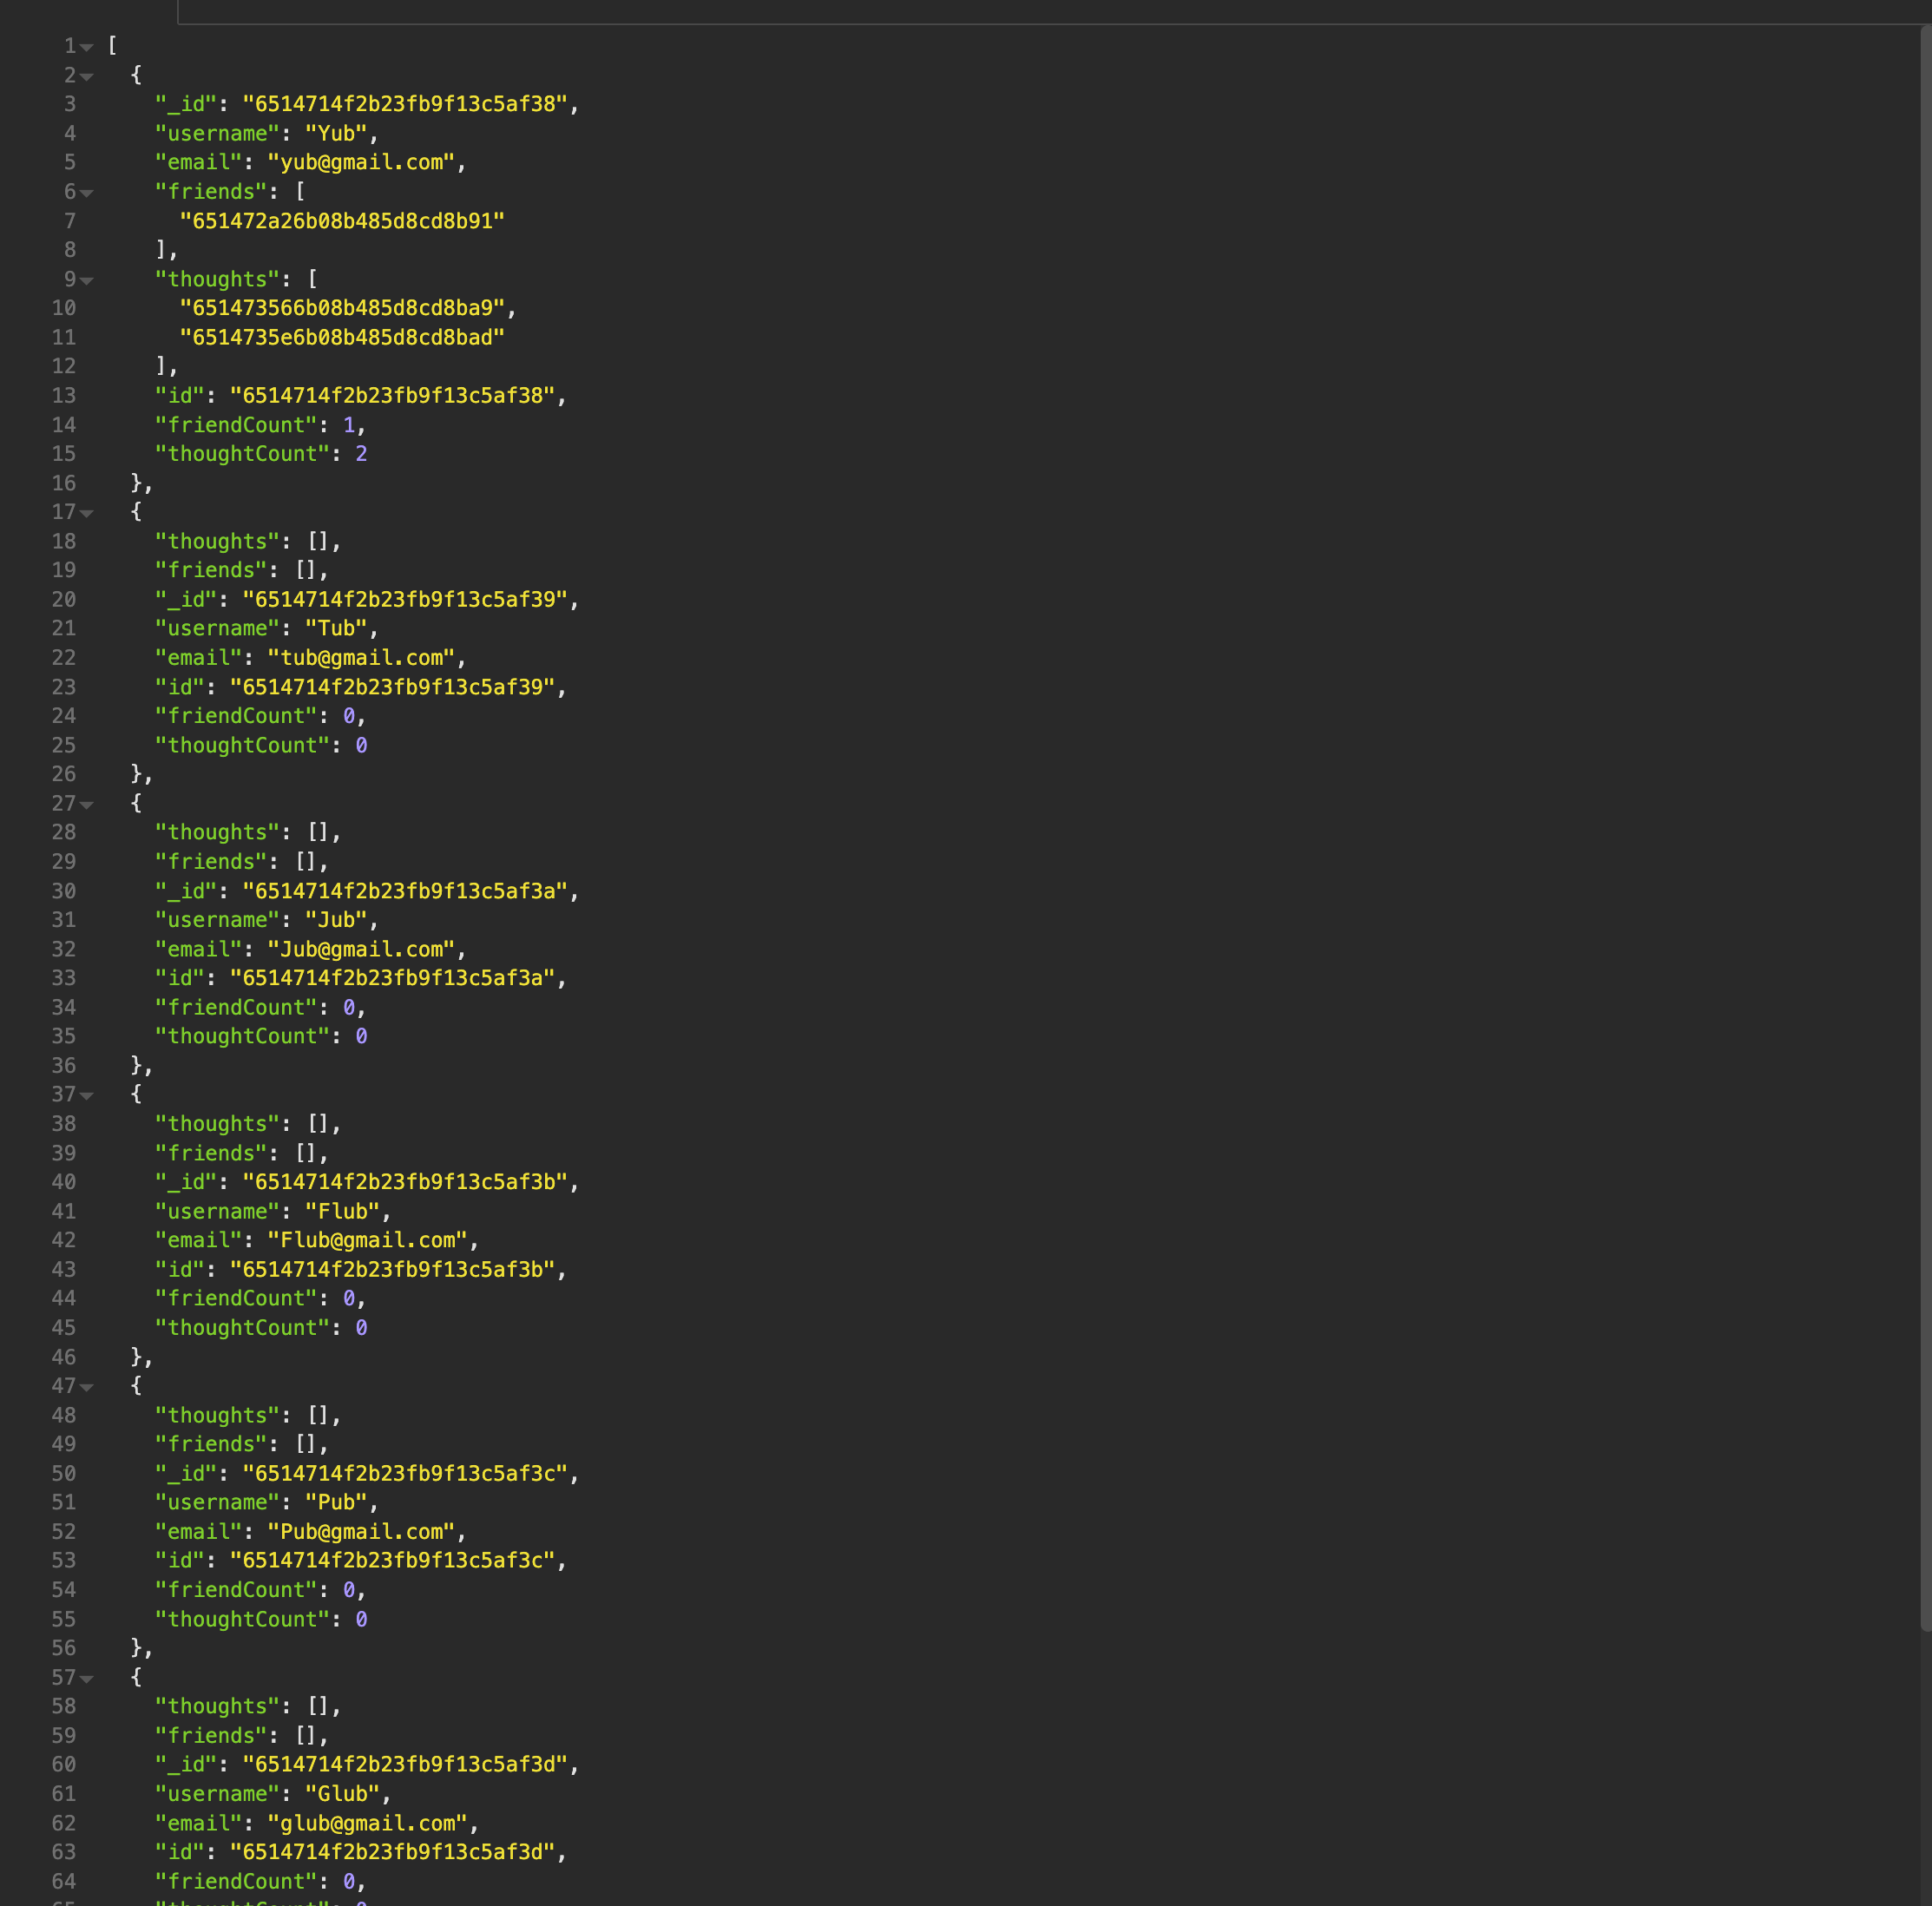 1 [
2 {
3 "_id": "6514714f2b23fb9f13c5af38",
4 "username": "Yub",
5 "email": "yub@gmail.com",
6 "friends": [
7 "651472a26b08b485d8cd8b91"
8 ],
9 "thoughts": [
10 "651473566b08b485d8cd8ba9",
11 "6514735e6b08b485d8cd8bad"
12 ],
13 "id": "6514714f2b23fb9f13c5af38",
14 "friendCount": 1,
15 "thoughtCount": 2
16 },
17 {
18 "thoughts": [],
19 "friends": [],
20 "_id": "6514714f2b23fb9f13c5af39",
21 "username": "Tub",
22 "email": "tub@gmail.com",
23 "id": "6514714f2b23fb9f13c5af39",
24 "friendCount": 0,
25 "thoughtCount": 0
26 },
27 {
28 "thoughts": [],
29 "friends": [],
30 "_id": "6514714f2b23fb9f13c5af3a",
31 "username": "Jub",
32 "email": "Jub@gmail.com",
33 "id": "6514714f2b23fb9f13c5af3a",
34 "friendCount": 0,
35 "thoughtCount": 0
36 },
37 {
38 "thoughts": [],
39 "friends": [],
40 "_id": "6514714f2b23fb9f13c5af3b",
41 "username": "Flub",
42 "email": "Flub@gmail.com",
43 "id": "6514714f2b23fb9f13c5af3b",
44 "friendCount": 0,
45 "thoughtCount": 0
46 },
47 {
48 "thoughts": [],
49 "friends": [],
50 "_id": "6514714f2b23fb9f13c5af3c",
51 "username": "Pub",
52 "email": "Pub@gmail.com",
53 "id": "6514714f2b23fb9f13c5af3c",
54 "friendCount": 0,
55 "thoughtCount": 0
56 },
57 {
58 "thoughts": [],
59 "friends": [],
60 "_id": "6514714f2b23fb9f13c5af3d",
61 "username": "Glub",
62 "email": "glub@gmail.com",
63 "id": "6514714f2b23fb9f13c5af3d",
64 "friendCount": 0,